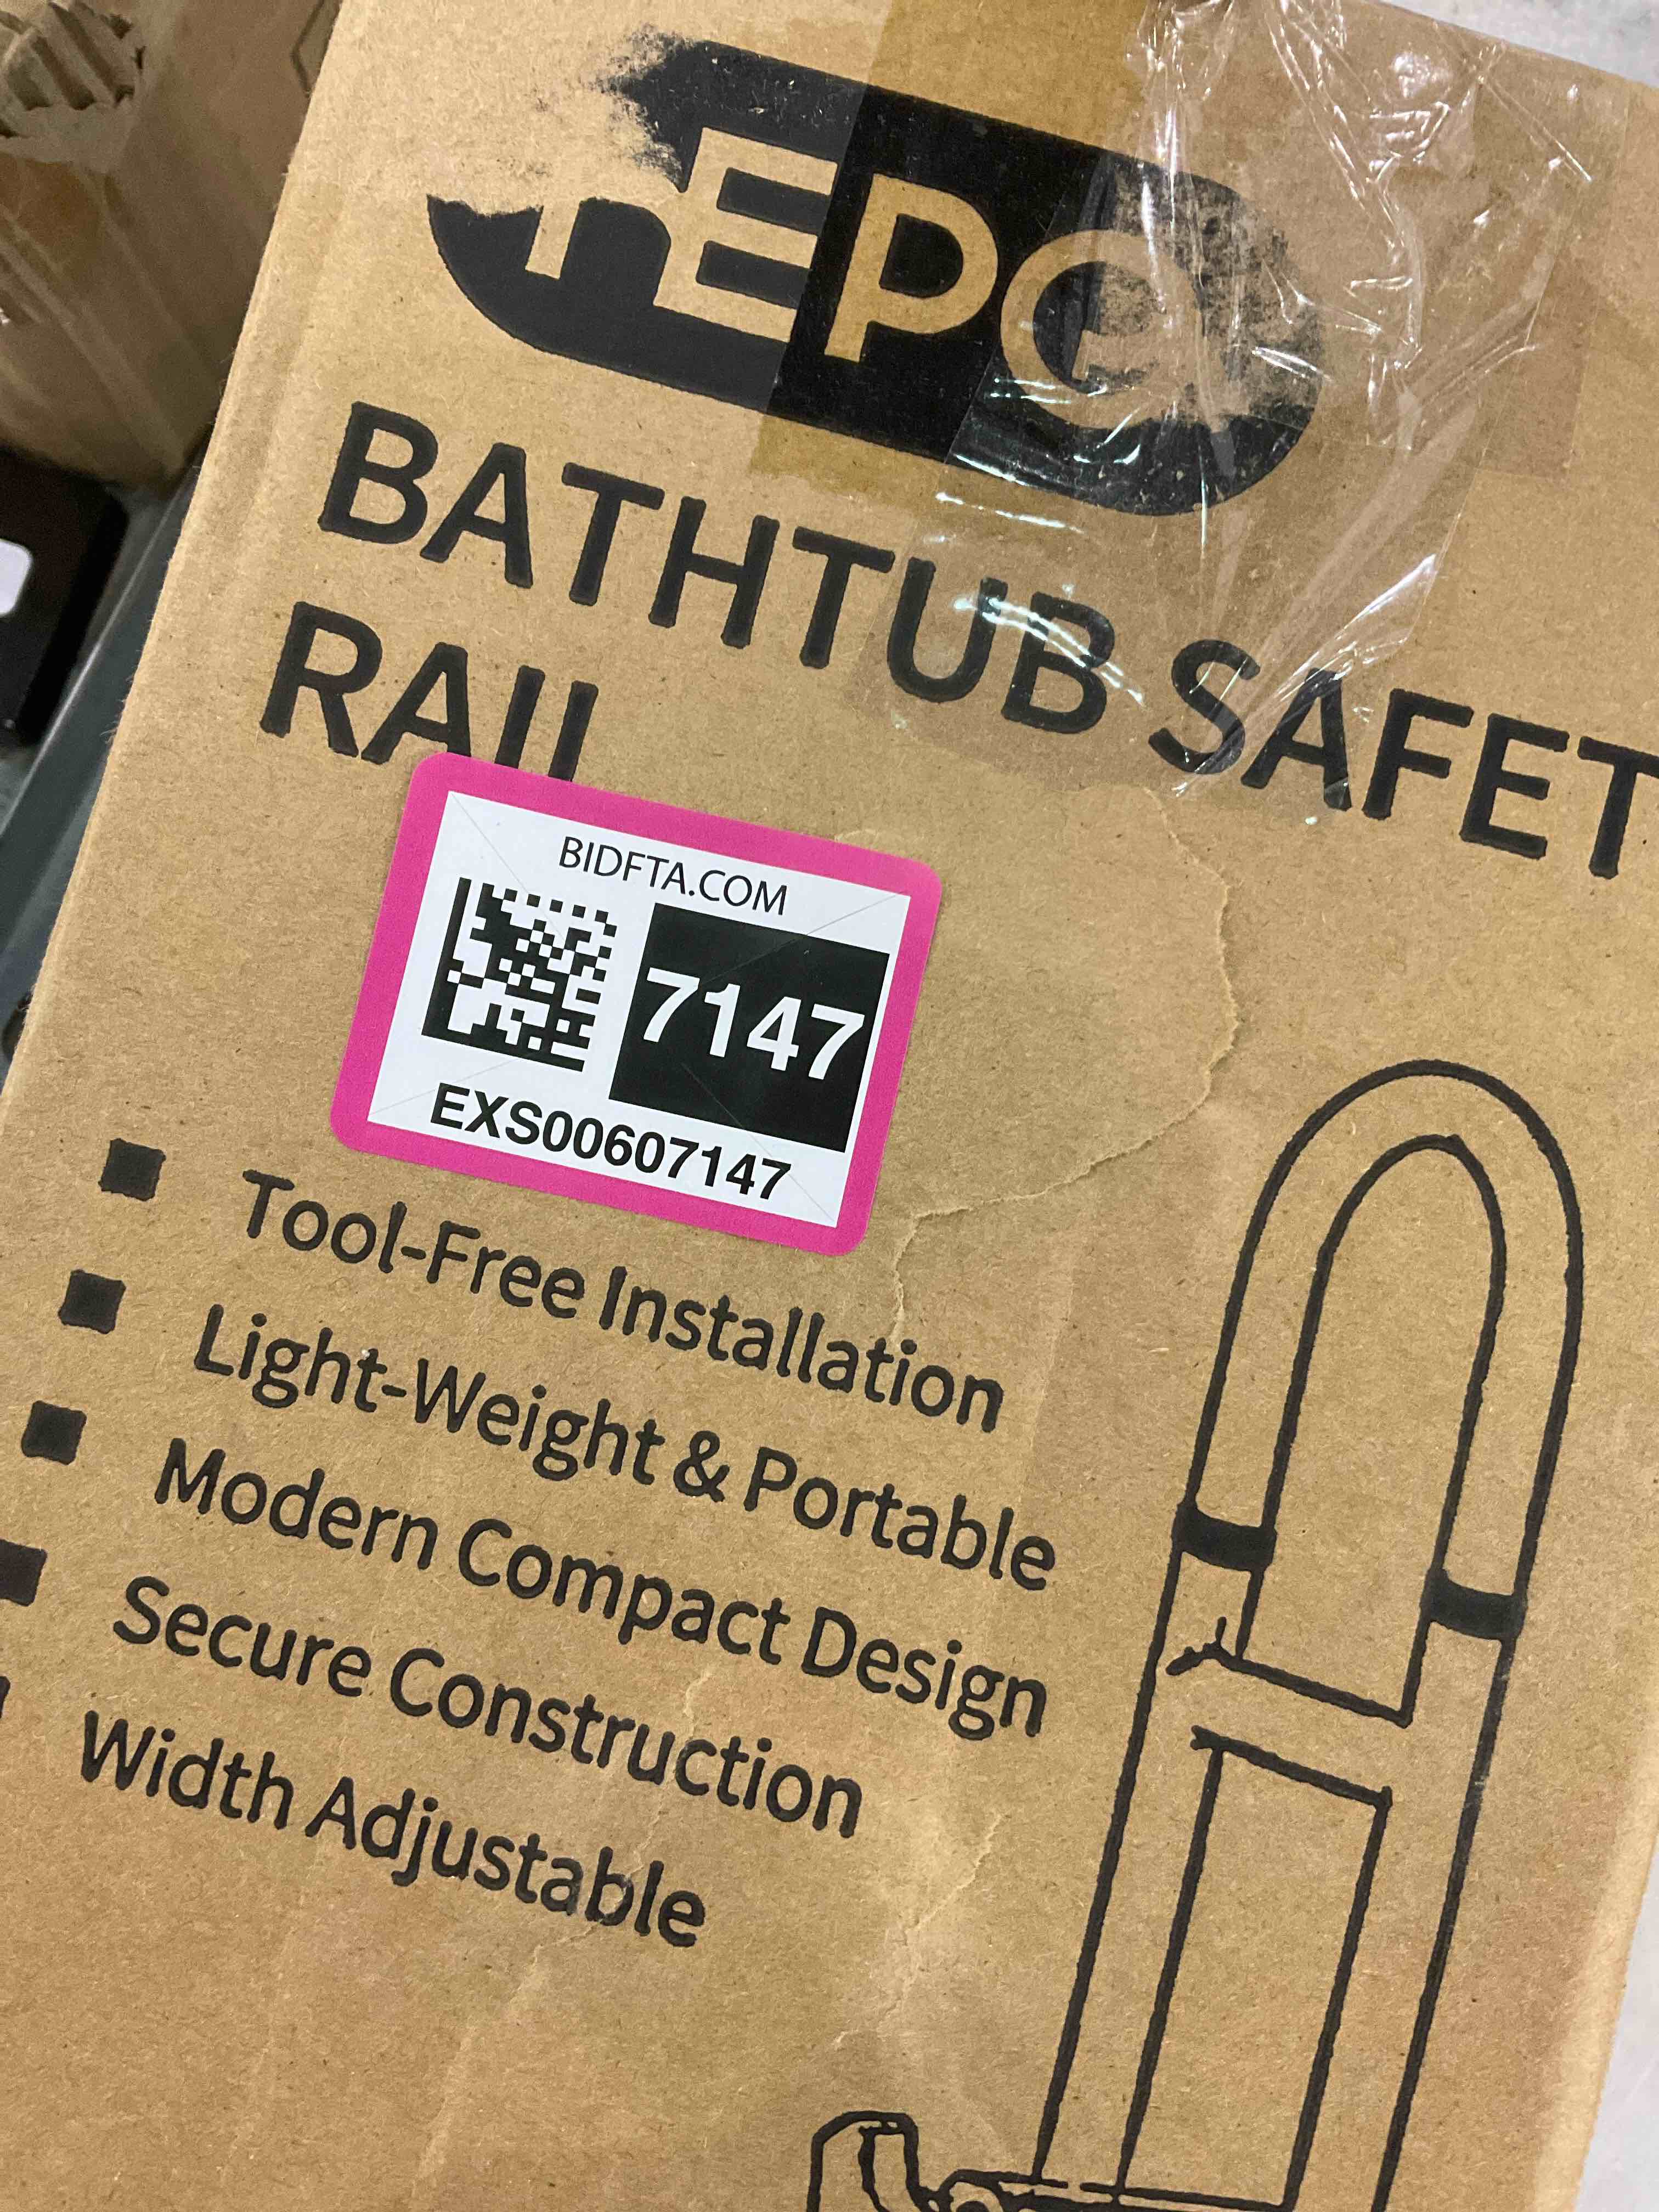 BATHTUB SAFET
RAIL
BIDFTA.COM
7147
EXS00607147
Tool-Free Installation
Light-Weight & Portable
Modern Compact Design
Secure Construction
Width Adjustable